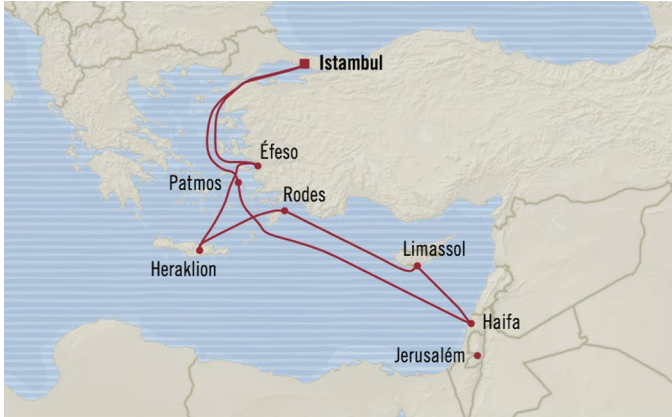 Istambul
Éfeso
Patmos
Rodes
Heraklion
Limassol
Haifa
Jerusalém